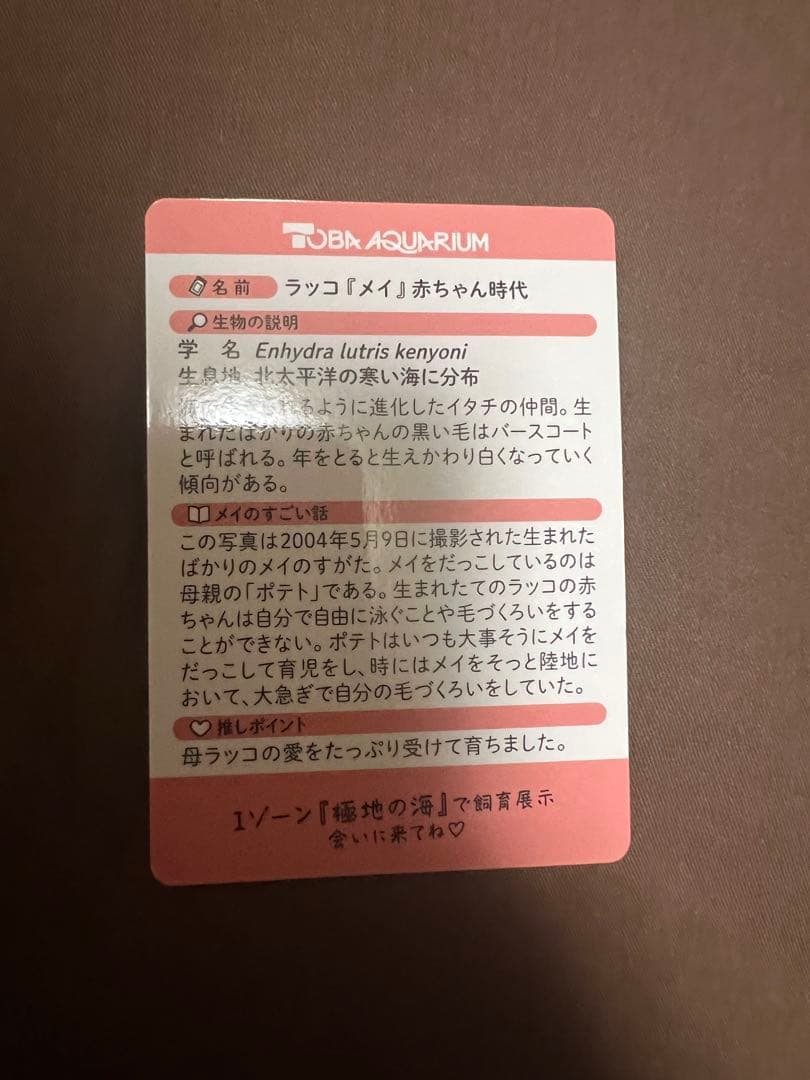 TOBA AQUARIUM
名前 ラッコ『メイ』赤ちゃん時代
生物の説明
学 名 Enhydra lutris kenyoni
生息地 北太平洋の寒い海に分布
れるように進化したイタチの仲間。生
まれたばかりの赤ちゃんの黒い毛はバースコート
と呼ばれる。年をとると生えかわり白くなっていく
傾向がある。
メイのすごい話
この写真は2004年5月9日に撮影された生まれた
ばかりのメイのすがた。メイをだっこしているのは
母親の「ポテト」である。生まれたてのラッコの赤
ちゃんは自分で自由に泳ぐことや毛づくろいをする
ことができない。ポテトはいつも大事そうにメイを
だっこして育児をし、時にはメイをそっと陸地に
おいて、大急ぎで自分の毛づくろいをしていた。
推しポイント
母ラッコの愛をたっぷり受けて育ちました。
Iゾーン『極地の海』で飼育展示
会いに来てね♡